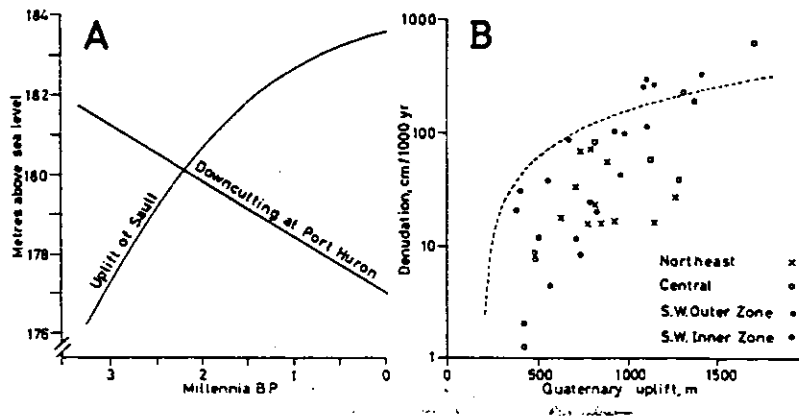 A
184
182
180
178
176
Metres above sea level
Uplift of Sault
Downcutting at Port Huron
3
2
1
0
Millennia B.P.
B
1000
100
10
1
Denudation, cm/1000 yr
Northeast ×
Central
S.W. Outer Zone
S.W. Inner Zone
500
1000
1500
Quaternary uplift, m